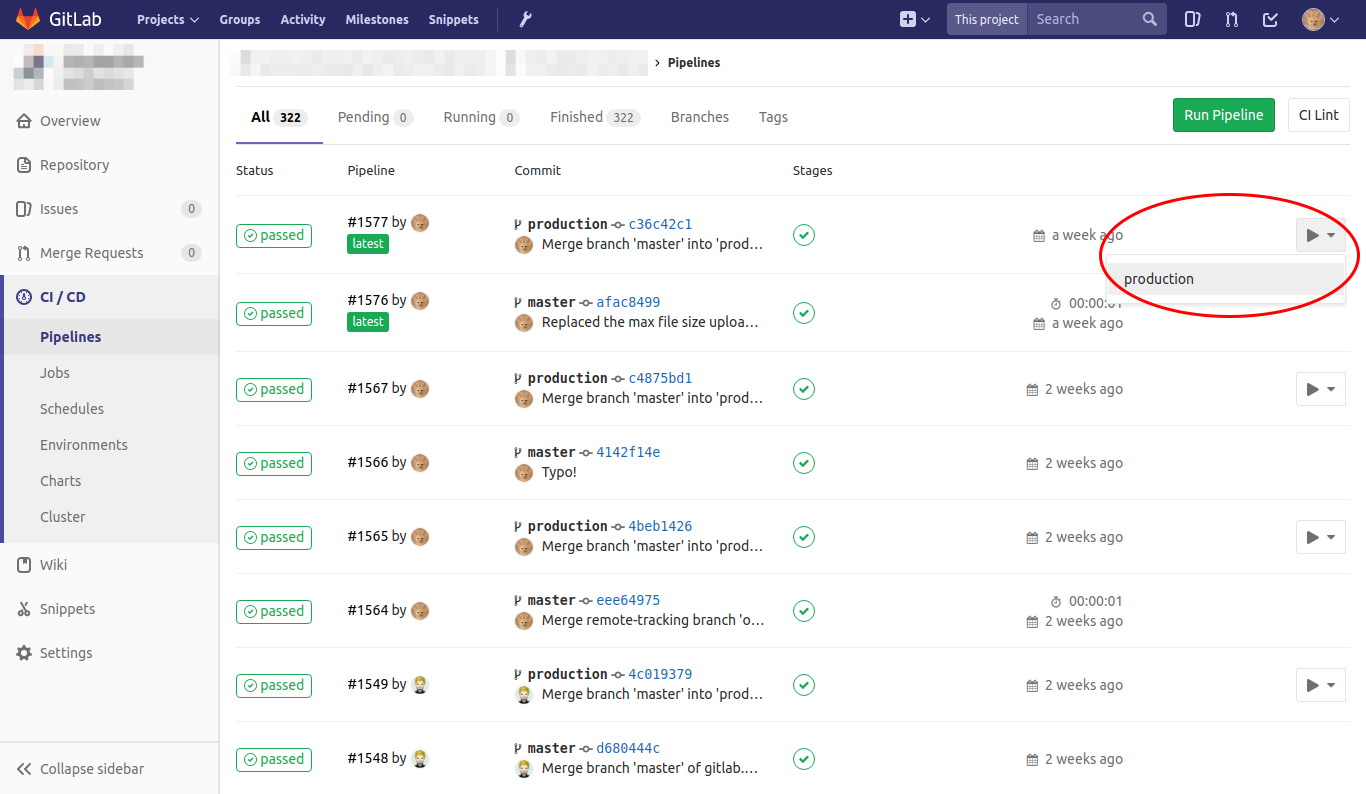 GitLab Projects Groups Activity Milestones Snippets This project Search
› Pipelines
Overview
Repository
Issues 0
Merge Requests 0
CI / CD
Pipelines
Jobs
Schedules
Environments
Charts
Cluster
Wiki
Snippets
Settings
Collapse sidebar
All 322 Pending 0 Running 0 Finished 322 Branches Tags Run Pipeline CI Lint
Status Pipeline Commit Stages
passed #1577 by production c36c42c1 a week ago
latest Merge branch 'master' into 'prod...
production
passed #1576 by master afac8499 00:00:01
latest Replaced the max file size uploa... a week ago
passed #1567 by production c4875bd1 2 weeks ago
Merge branch 'master' into 'prod...
passed #1566 by master 4142f14e 2 weeks ago
Typo!
passed #1565 by production 4beb1426 2 weeks ago
Merge branch 'master' into 'prod...
passed #1564 by master eee64975 00:00:01
Merge remote-tracking branch 'o... 2 weeks ago
passed #1549 by production 4c019379 2 weeks ago
Merge branch 'master' into 'prod...
passed #1548 by master d680444c 2 weeks ago
Merge branch 'master' of gitlab....